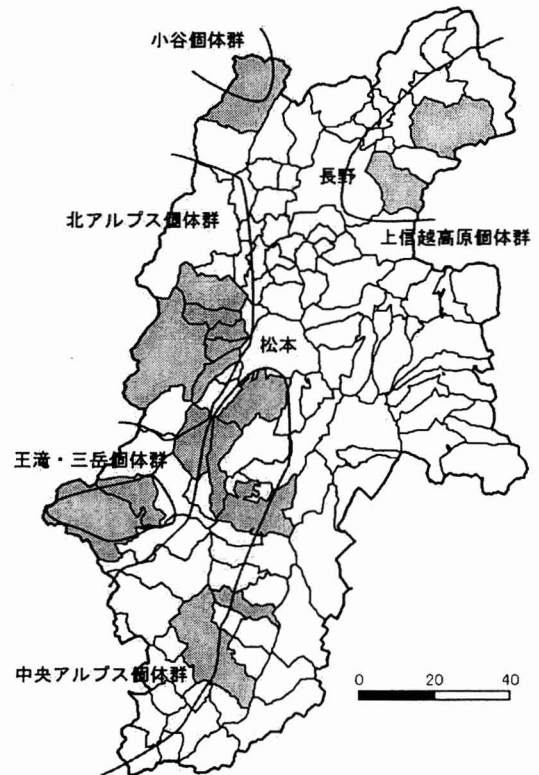 小谷個体群
長野
北アルプス個体群
上信越高原個体群
松本
王滝・三岳個体群
中央アルプス個体群
0 20 40